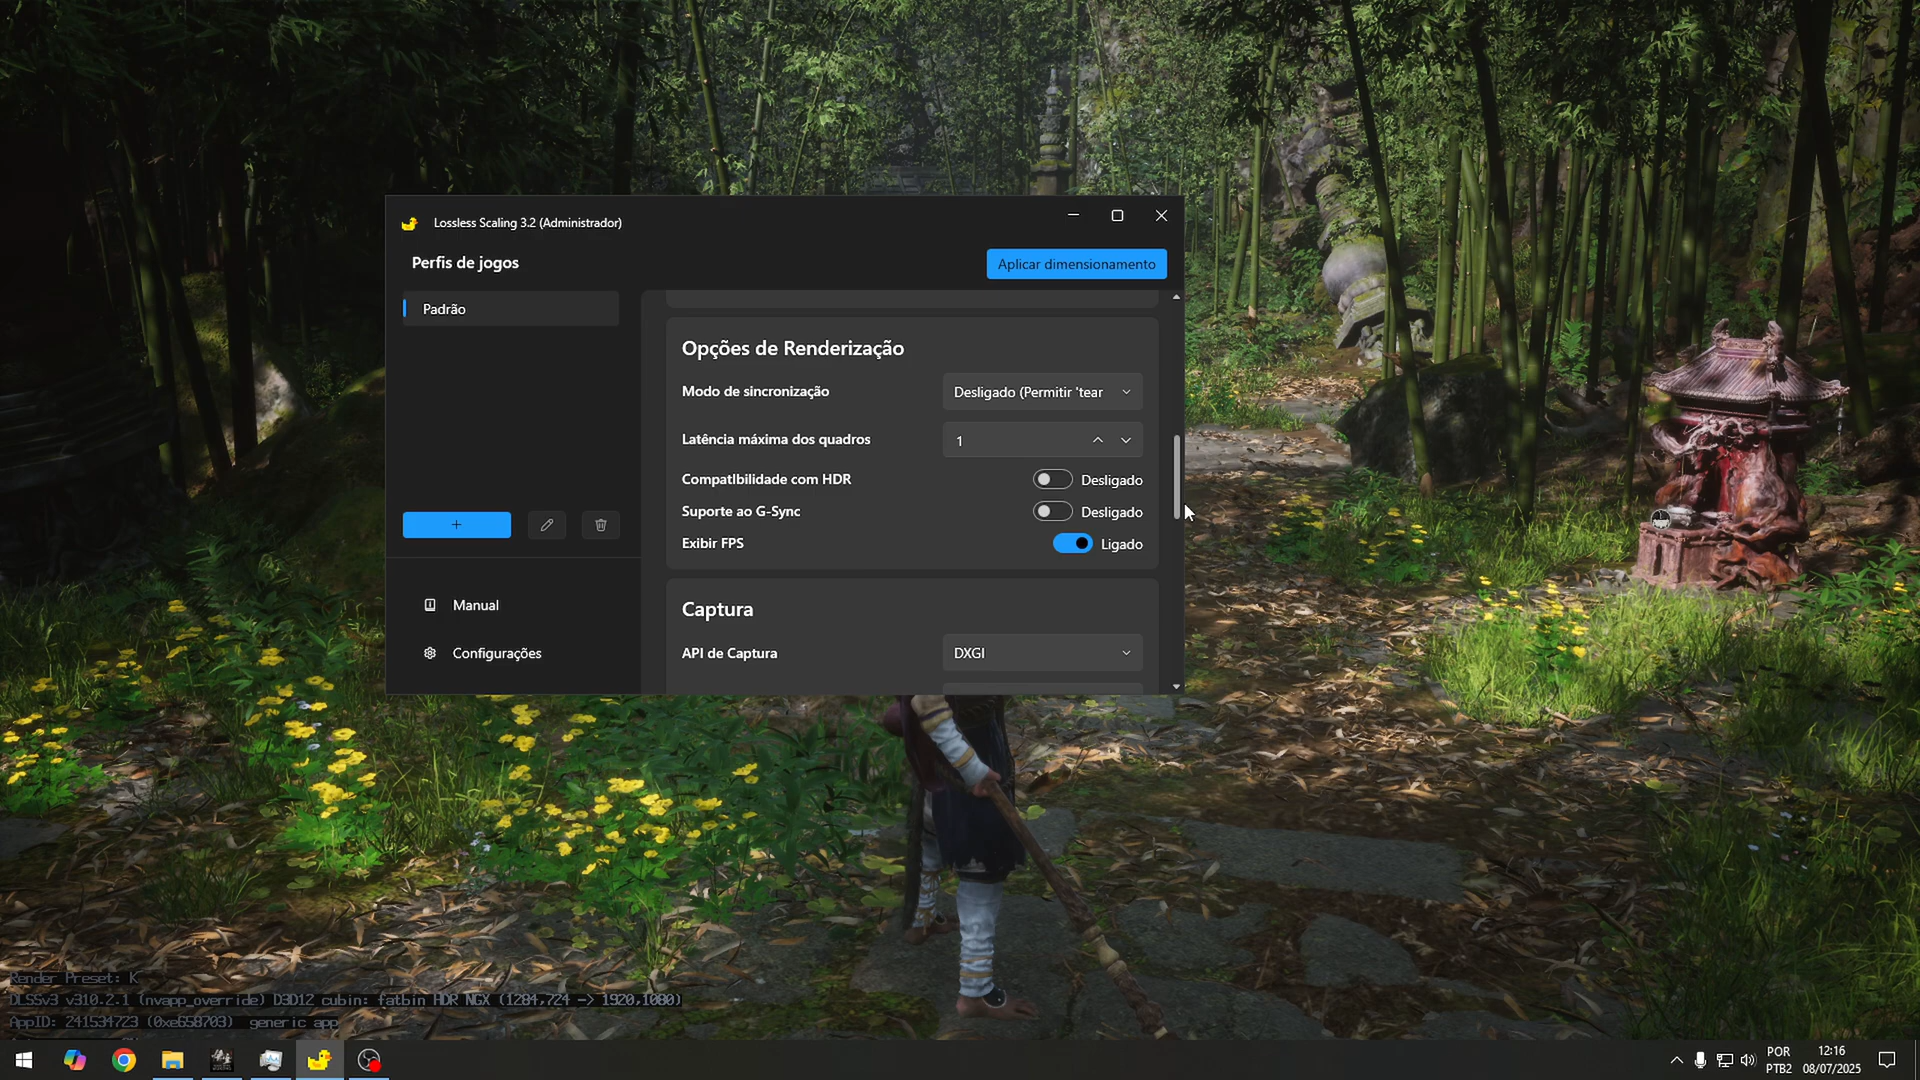 Lossless Scaling 3.2 (Administrador)
Perfis de jogos
Aplicar dimensionamento
Padrão
Opções de Renderização
Modo de sincronização
Desligado (Permitir 'tear
Latência máxima dos quadros
1
CompatIbilidade com HDR
Desligado
Suporte ao G-Sync
Desligado
Exibir FPS
Ligado
Captura
API de Captura
DXGI
Manual
Configurações
Render Preset: K
DLSSv3 v310.2.1 (nvapp_override) D3D12 cubin: fatbin HDR NGX (1284,724 -> 1920,1080)
AppID: 241534723 (0xe658703) generic app
POR
PTB2
12:16
08/07/2025